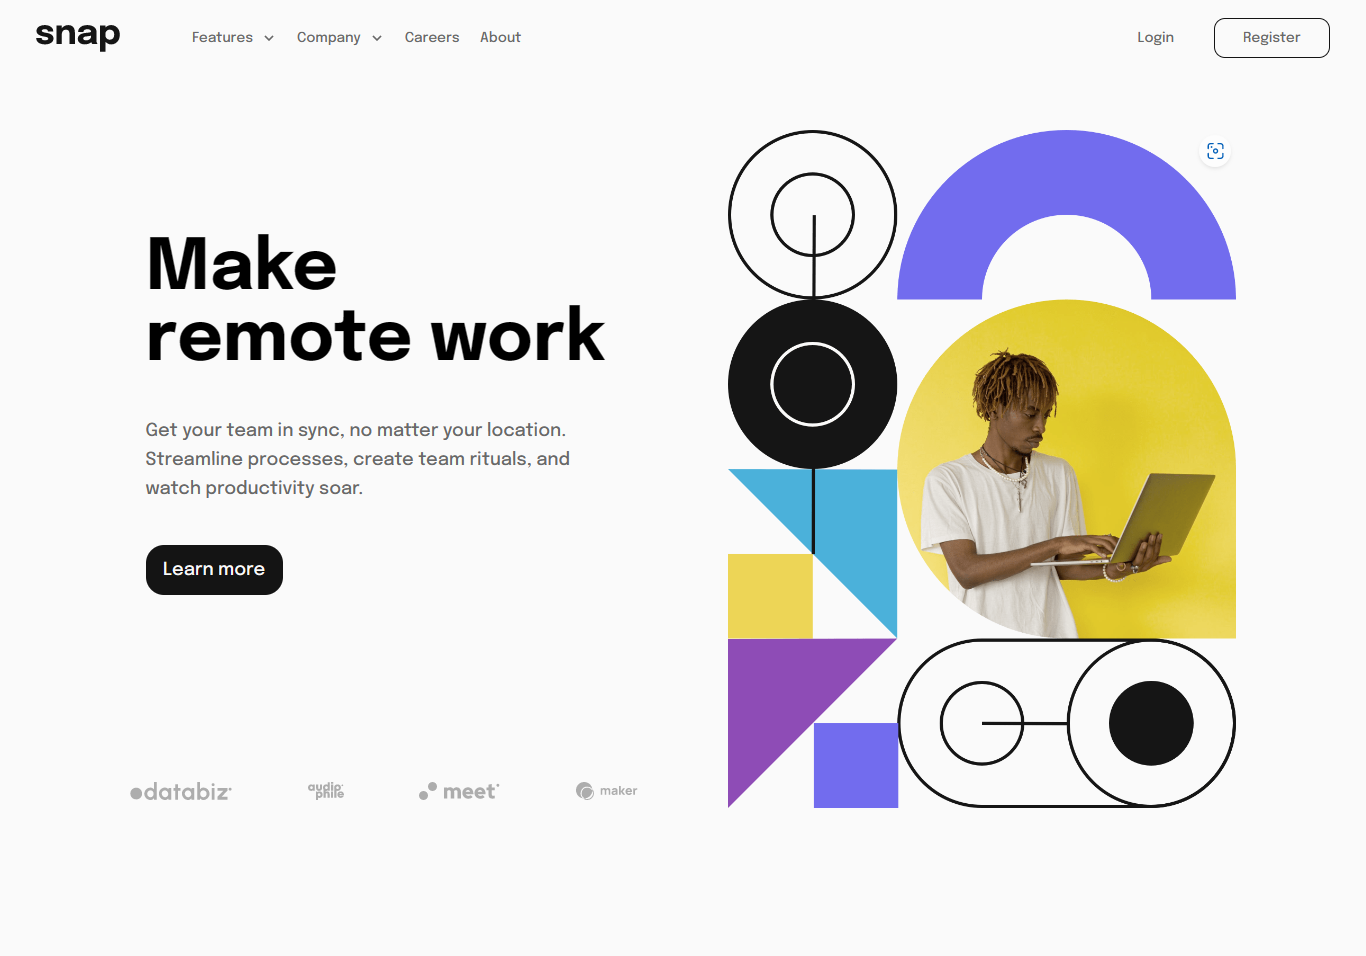 snap Features Company Careers About Login Register
Make
remote work
Get your team in sync, no matter your location.
Streamline processes, create team rituals, and
watch productivity soar.
Learn more
databiz audiophile meet maker